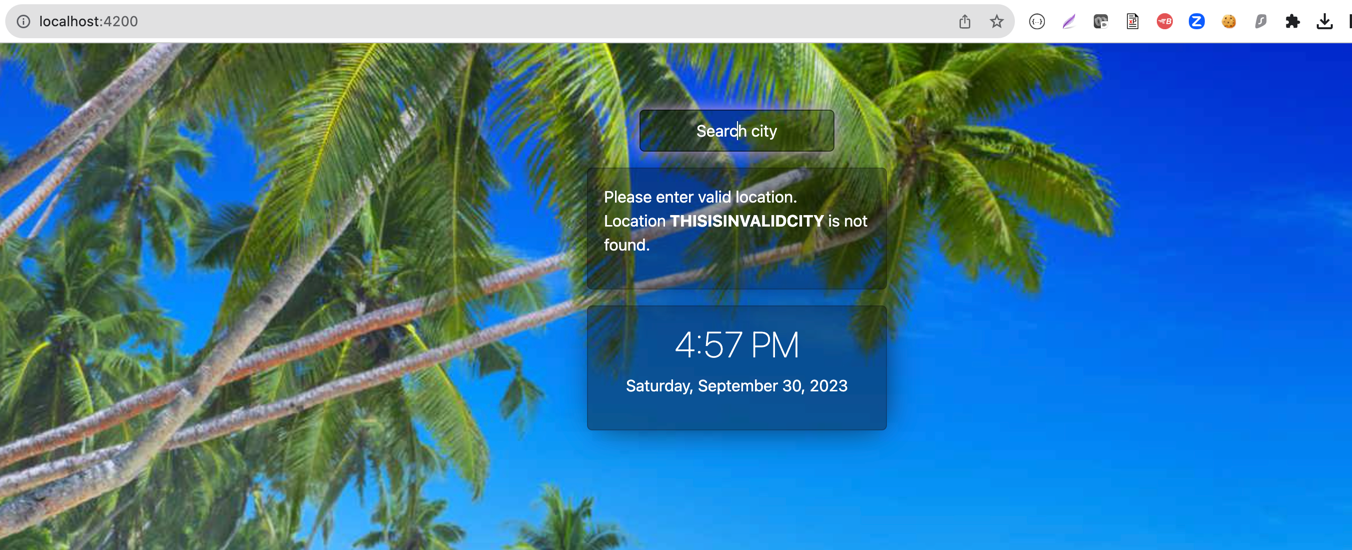 localhost:4200
Search city
Please enter valid location.
Location THISISINVALIDCITY is not
found.
4:57 PM
Saturday, September 30, 2023